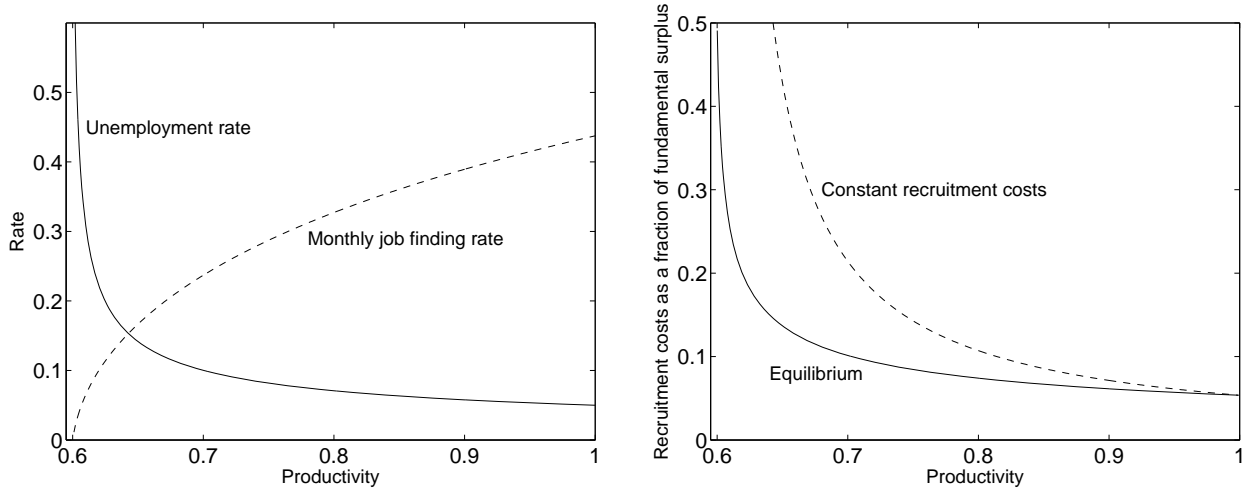 Rate
0.5
0.4
0.3
0.2
0.1
0
0.6
0.7
0.8
0.9
1
Productivity
Unemployment rate
Monthly job finding rate
Recruitment costs as a fraction of fundamental surplus
0.5
0.4
0.3
0.2
0.1
0
0.6
0.7
0.8
0.9
1
Productivity
Constant recruitment costs
Equilibrium